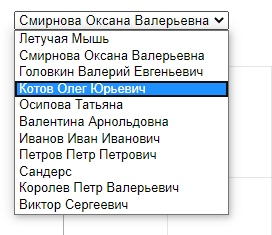 Смирнова Оксана Валерьевна
Летучая Мышь
Смирнова Оксана Валерьевна
Головкин Валерий Евгеньевич
Котов Олег Юрьевич
Осипова Татьяна
Валентина Арнольдовна
Иванов Иван Иванович
Петров Петр Петрович
Сандерс
Королев Петр Валерьевич
Виктор Сергеевич